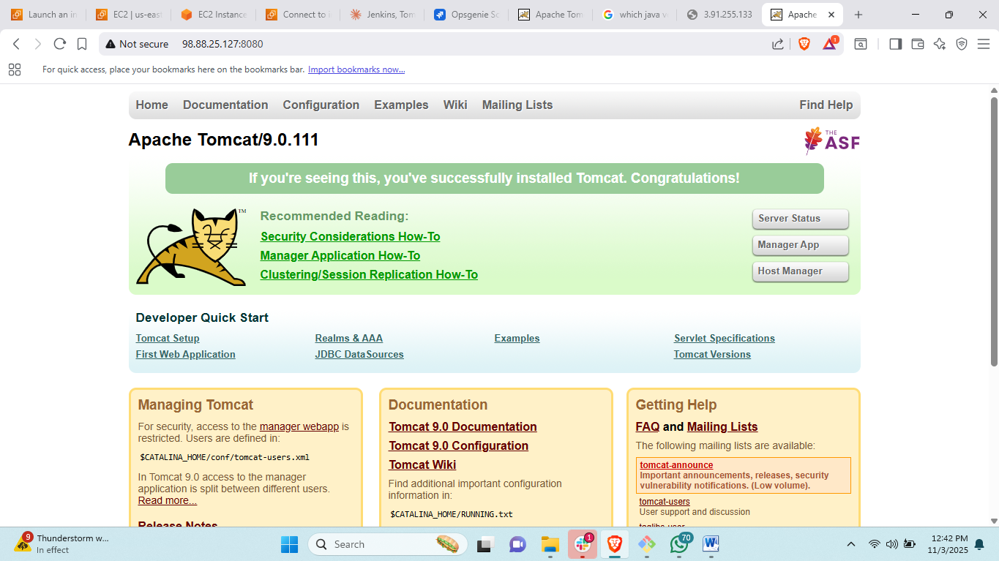 Launch an in
EC2 | us-east
EC2 Instance
Connect to i
Jenkins, Tom
Opsgenie Sc
Apache Tom
which java v
3.91.255.133
Apache
Not secure 98.88.25.127:8080
1
For quick access, place your bookmarks here on the bookmarks bar. Import bookmarks now...
Home Documentation Configuration Examples Wiki Mailing Lists Find Help
Apache Tomcat/9.0.111
THE
ASF
If you're seeing this, you've successfully installed Tomcat. Congratulations!
TM
Recommended Reading:
Security Considerations How-To
Manager Application How-To
Clustering/Session Replication How-To
Server Status
Manager App
Host Manager
Developer Quick Start
Tomcat Setup
First Web Application
Realms & AAA
JDBC DataSources
Examples
Servlet Specifications
Tomcat Versions
Managing Tomcat
For security, access to the manager webapp is
restricted. Users are defined in:
$CATALINA_HOME/conf/tomcat-users.xml
In Tomcat 9.0 access to the manager
application is split between different users.
Read more...
Release Notes
Documentation
Tomcat 9.0 Documentation
Tomcat 9.0 Configuration
Tomcat Wiki
Find additional important configuration
information in:
$CATALINA_HOME/RUNNING.txt
Getting Help
FAQ and Mailing Lists
The following mailing lists are available:
tomcat-announce
Important announcements, releases, security
vulnerability notifications. (Low volume).
tomcat-users
User support and discussion
taglibs-user
9
Thunderstorm w...
In effect
Search
1
70
12:42 PM
11/3/2025